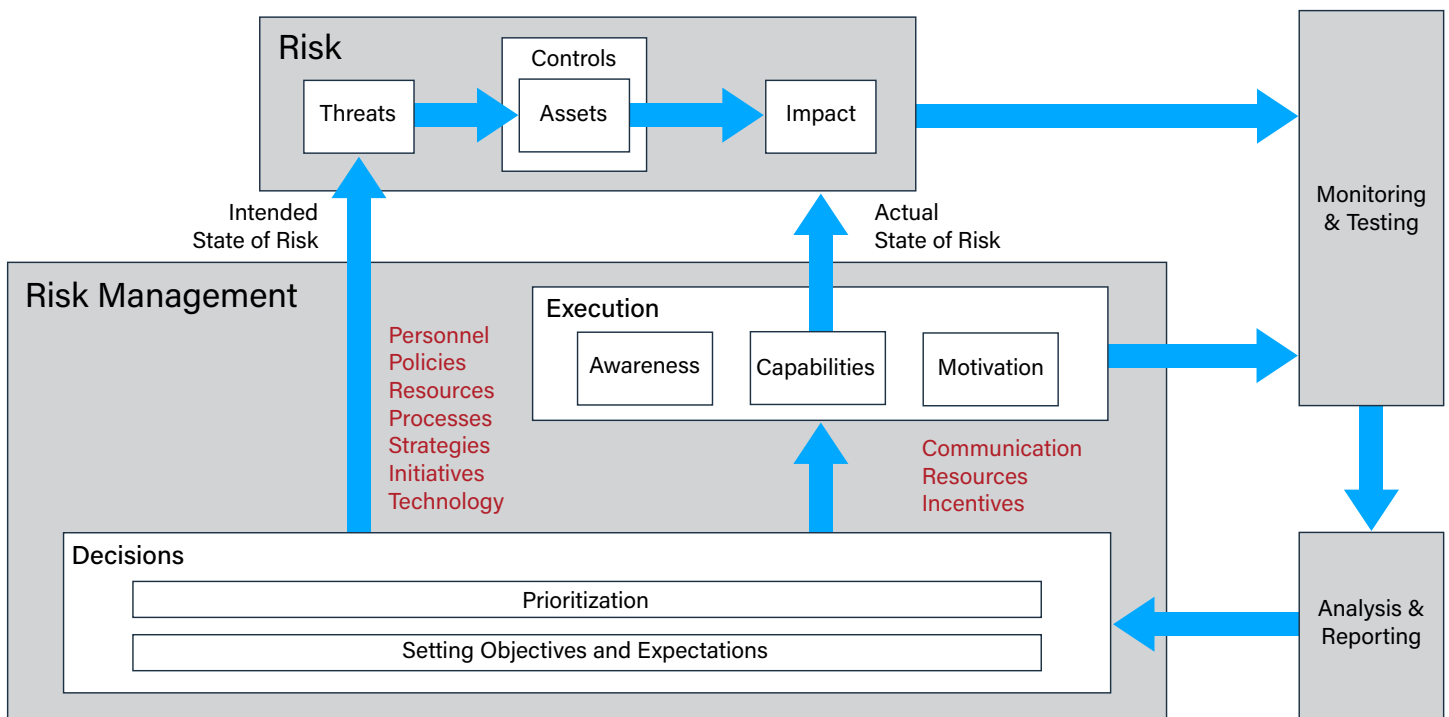 Risk
Controls
Threats
Assets
Impact
Monitoring
& Testing
Intended
State of Risk
Actual
State of Risk
Risk Management
Execution
Awareness
Capabilities
Motivation
Personnel
Policies
Resources
Processes
Strategies
Initiatives
Technology
Communication
Resources
Incentives
Decisions
Prioritization
Setting Objectives and Expectations
Analysis &
Reporting